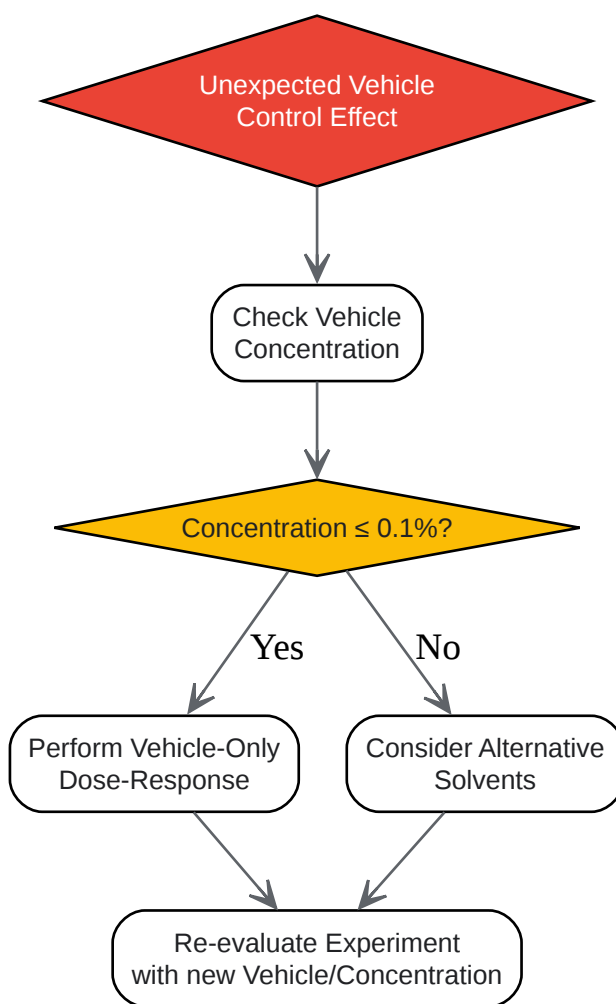 Unexpected Vehicle
Control Effect
Check Vehicle
Concentration
Concentration ≤ 0.1%?
Yes
No
Perform Vehicle-Only
Dose-Response
Consider Alternative
Solvents
Re-evaluate Experiment
with new Vehicle/Concentration